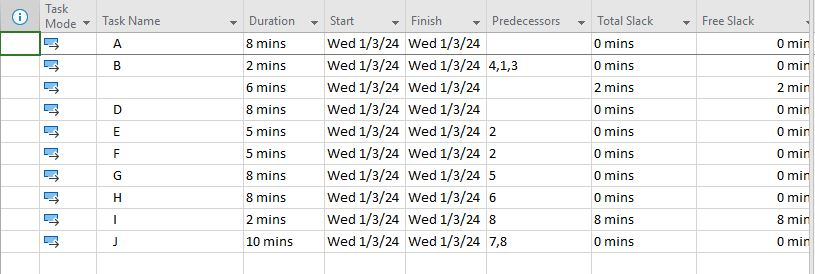 Task Mode Task Name Duration Start Finish Predecessors Total Slack Free Slack
A 8 mins Wed 1/3/24 Wed 1/3/24 0 mins 0 min
B 2 mins Wed 1/3/24 Wed 1/3/24 4,1,3 0 mins 0 min
6 mins Wed 1/3/24 Wed 1/3/24 2 mins 2 min
D 8 mins Wed 1/3/24 Wed 1/3/24 0 mins 0 min
E 5 mins Wed 1/3/24 Wed 1/3/24 2 0 mins 0 min
F 5 mins Wed 1/3/24 Wed 1/3/24 2 0 mins 0 min
G 8 mins Wed 1/3/24 Wed 1/3/24 5 0 mins 0 min
H 8 mins Wed 1/3/24 Wed 1/3/24 6 0 mins 0 min
I 2 mins Wed 1/3/24 Wed 1/3/24 8 8 mins 8 min
J 10 mins Wed 1/3/24 Wed 1/3/24 7,8 0 mins 0 min